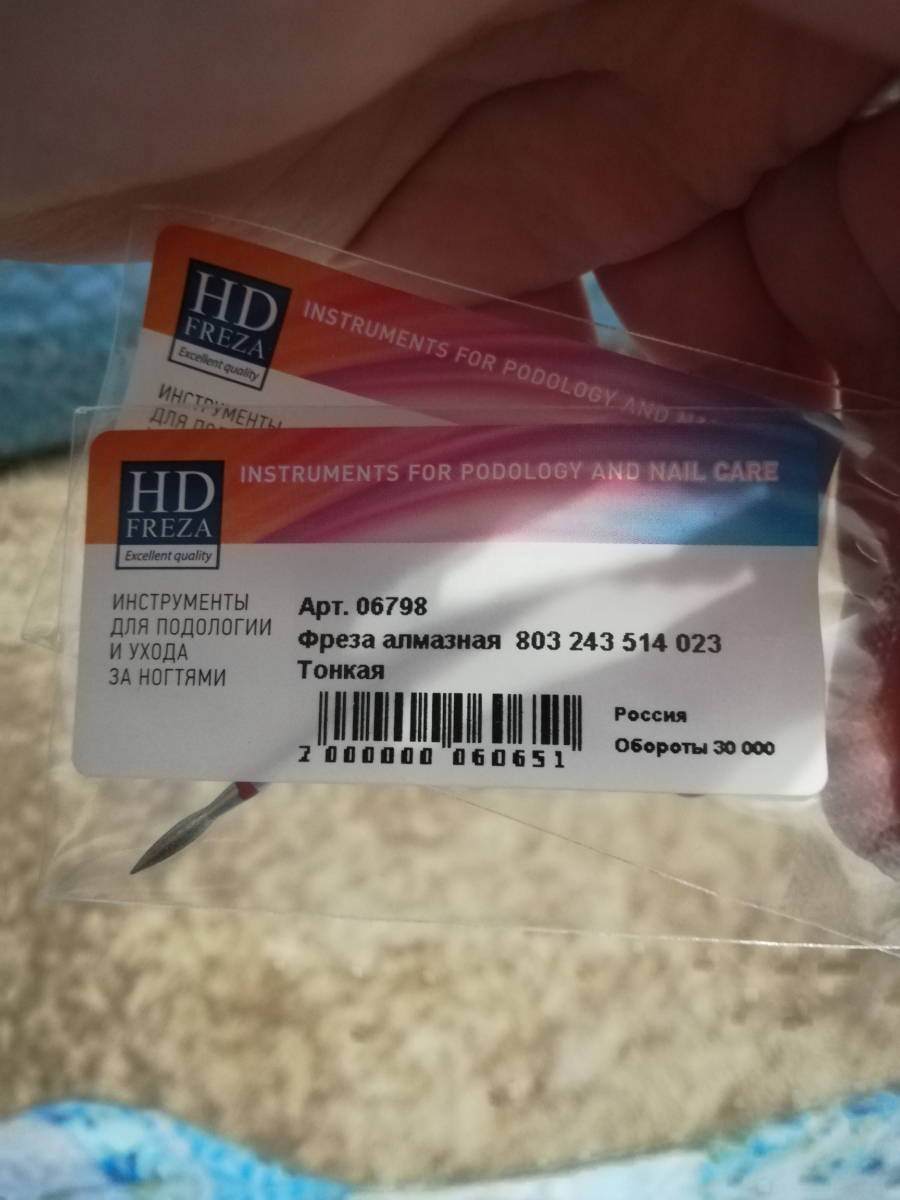 HD
FREZA
Excellent quality
INSTRUMENTS FOR PODOLOGY AND
ИНСТРУМЕНТЫ
ДЛЯ
HD
FREZA
Excellent quality
INSTRUMENTS FOR PODOLOGY AND NAIL CARE
ИНСТРУМЕНТЫ
ДЛЯ ПОДОЛОГИИ
И УХОДА
ЗА НОГТЯМИ
Арт. 06798
Фреза алмазная 803 243 514 023
Тонкая
2 000000 060651
Россия
Обороты 30 000